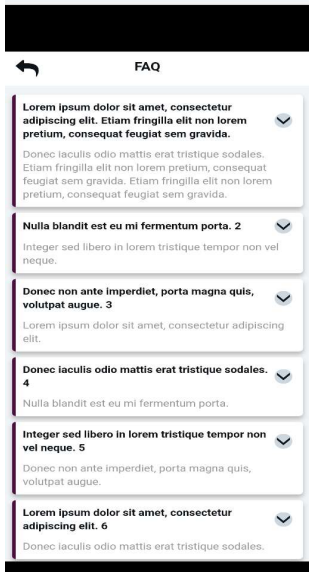 FAQ
Lorem ipsum dolor sit amet, consectetur
adipiscing elit. Etiam fringilla elit non lorem
pretium, consequat feugiat sem gravida.
Donec iaculis odio mattis erat tristique sodales.
Etiam fringilla elit non lorem pretium, consequat
feugiat sem gravida. Etiam fringilla elit non lorem
pretium, consequat feugiat sem gravida.
Nulla blandit est eu mi fermentum porta. 2
Integer sed libero in lorem tristique tempor non vel
neque.
Donec non ante imperdiet, porta magna quis,
volutpat augue. 3
Lorem ipsum dolor sit amet, consectetur adipiscing
elit.
Donec iaculis odio mattis erat tristique sodales.
4
Nulla blandit est eu mi fermentum porta.
Integer sed libero in lorem tristique tempor non
vel neque. 5
Donec non ante imperdiet, porta magna quis,
volutpat augue.
Lorem ipsum dolor sit amet, consectetur
adipiscing elit. 6
Donec iaculis odio mattis erat tristique sodales.